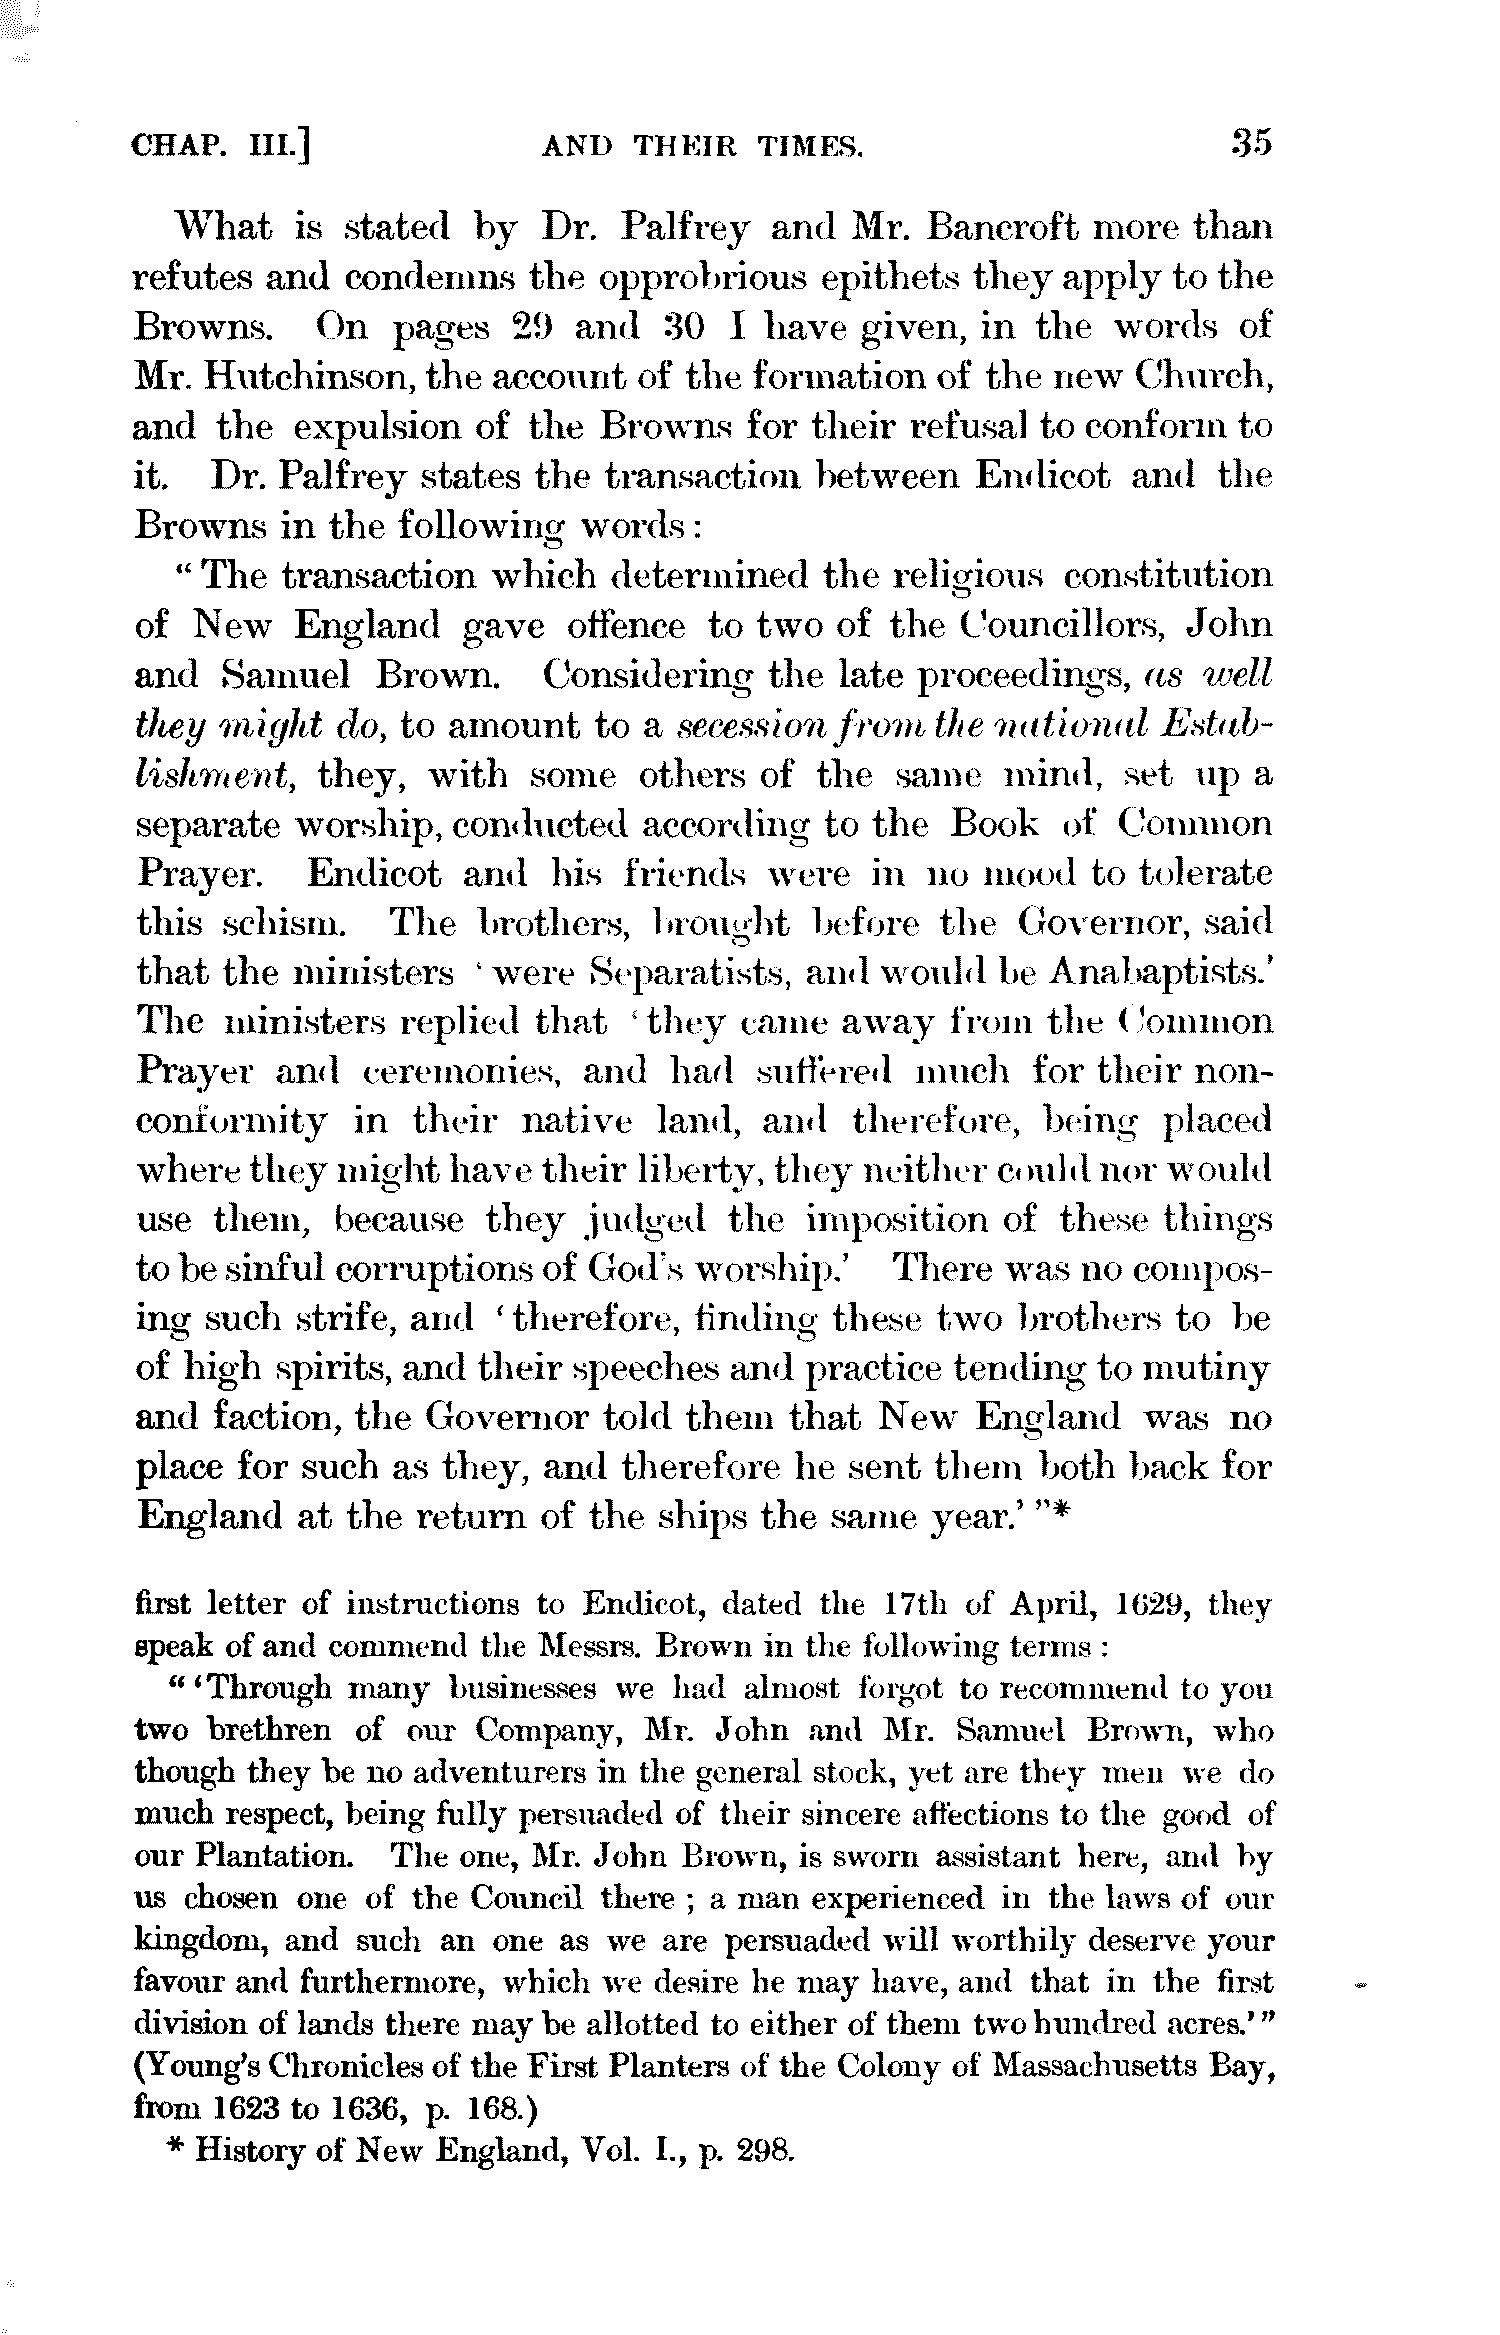 CHAP. III.] AND THEIR TIMES. 35
What is stated by Dr. Palfrey and Mr. Bancroft more than
refutes and condemns the opprobrious epithets they apply to the
Browns. On pages 29 and 30 I have given, in the words of
Mr. Hutchinson, the account of the formation of the new Church,
and the expulsion of the Browns for their refusal to conform to
it. Dr. Palfrey states the transaction between Endicot and the
Browns in the following words:
“The transaction which determined the religious constitution
of New England gave offence to two of the Councillors, John
and Samuel Brown. Considering the late proceedings, as well
they might do, to amount to a secession from the national Estab-
lishment, they, with some others of the same mind, set up a
separate worship, conducted according to the Book of Common
Prayer. Endicot and his friends were in no mood to tolerate
this schism. The brothers, brought before the Governor, said
that the ministers ‘were Separatists, and would be Anabaptists.’
The ministers replied that ‘they came away from the Common
Prayer and ceremonies, and had suffered much for their non-
conformity in their native land, and therefore, being placed
where they might have their liberty, they neither could nor would
use them, because they judged the imposition of these things
to be sinful corruptions of God's worship.’ There was no compos-
ing such strife, and ‘therefore, finding these two brothers to be
of high spirits, and their speeches and practice tending to mutiny
and faction, the Governor told them that New England was no
place for such as they, and therefore he sent them both back for
England at the return of the ships the same year.’ ”*
first letter of instructions to Endicot, dated the 17th of April, 1629, they
speak of and commend the Messrs. Brown in the following terms:
“‘Through many businesses we had almost forgot to recommend to you
two brethren of our Company, Mr. John and Mr. Samuel Brown, who
though they be no adventurers in the general stock, yet are they men we do
much respect, being fully persuaded of their sincere affections to the good of
our Plantation. The one, Mr. John Brown, is sworn assistant here, and by
us chosen one of the Council there; a man experienced in the laws of our
kingdom, and such an one as we are persuaded will worthily deserve your
favour and furthermore, which we desire he may have, and that in the first
division of lands there may be allotted to either of them two hundred acres.’”
(Young's Chronicles of the First Planters of the Colony of Massachusetts Bay,
from 1623 to 1636, p. 168.)
* History of New England, Vol. I., p. 298.